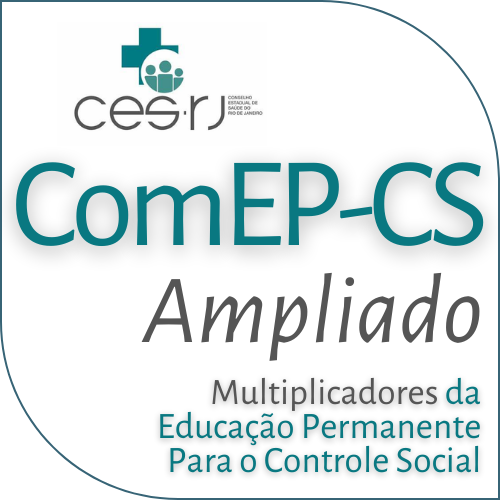 ces-rj
CONSELHO
ESTADUAL DE
SAÚDE DO
RIO DE JANEIRO
ComEP-CS
Ampliado
Multiplicadores da
Educação Permanente
Para o Controle Social